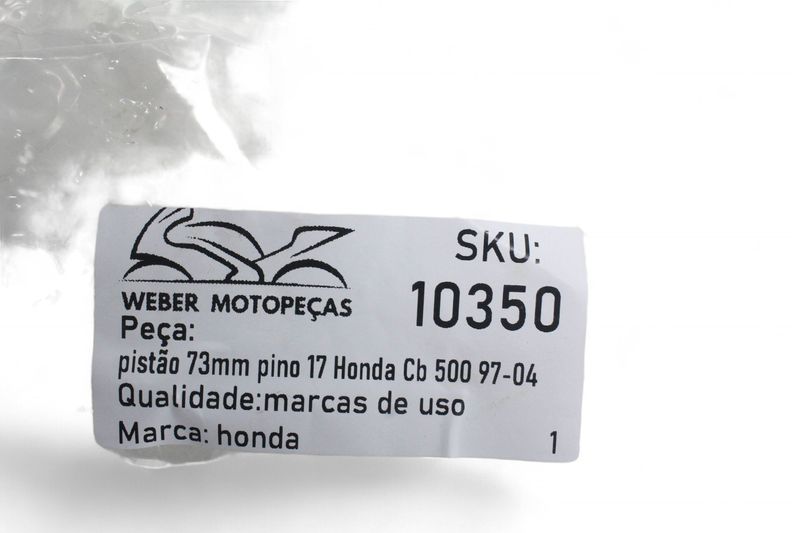 WEBER MOTOPEÇAS
SKU:
10350
Peça:
pistão 73mm pino 17 Honda Cb 500 97-04
Qualidade:marcas de uso
Marca: honda
1